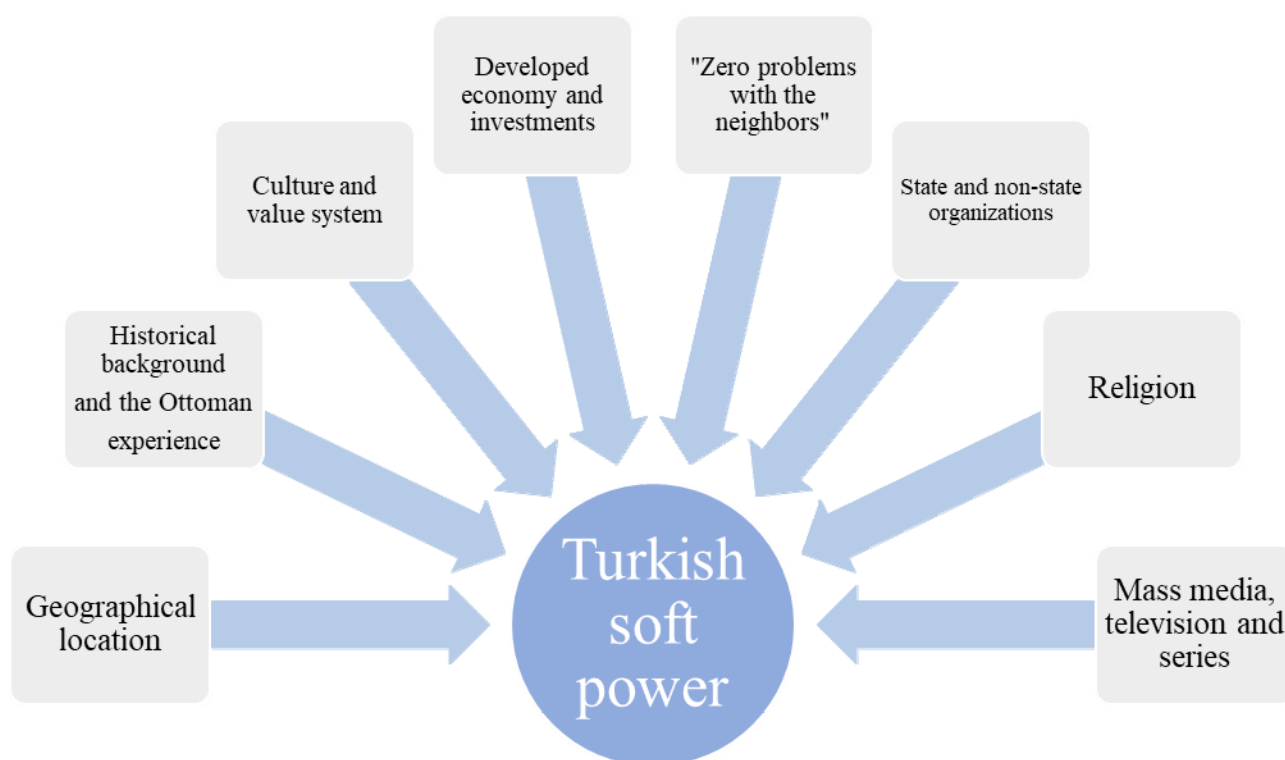 Developed
economy and
investments
"Zero problems
with the
neighbors"
Culture and
value system
State and non-state
organizations
Historical
background
and the Ottoman
experience
Religion
Geographical
location
Turkish
soft
power
Mass media,
television and
series